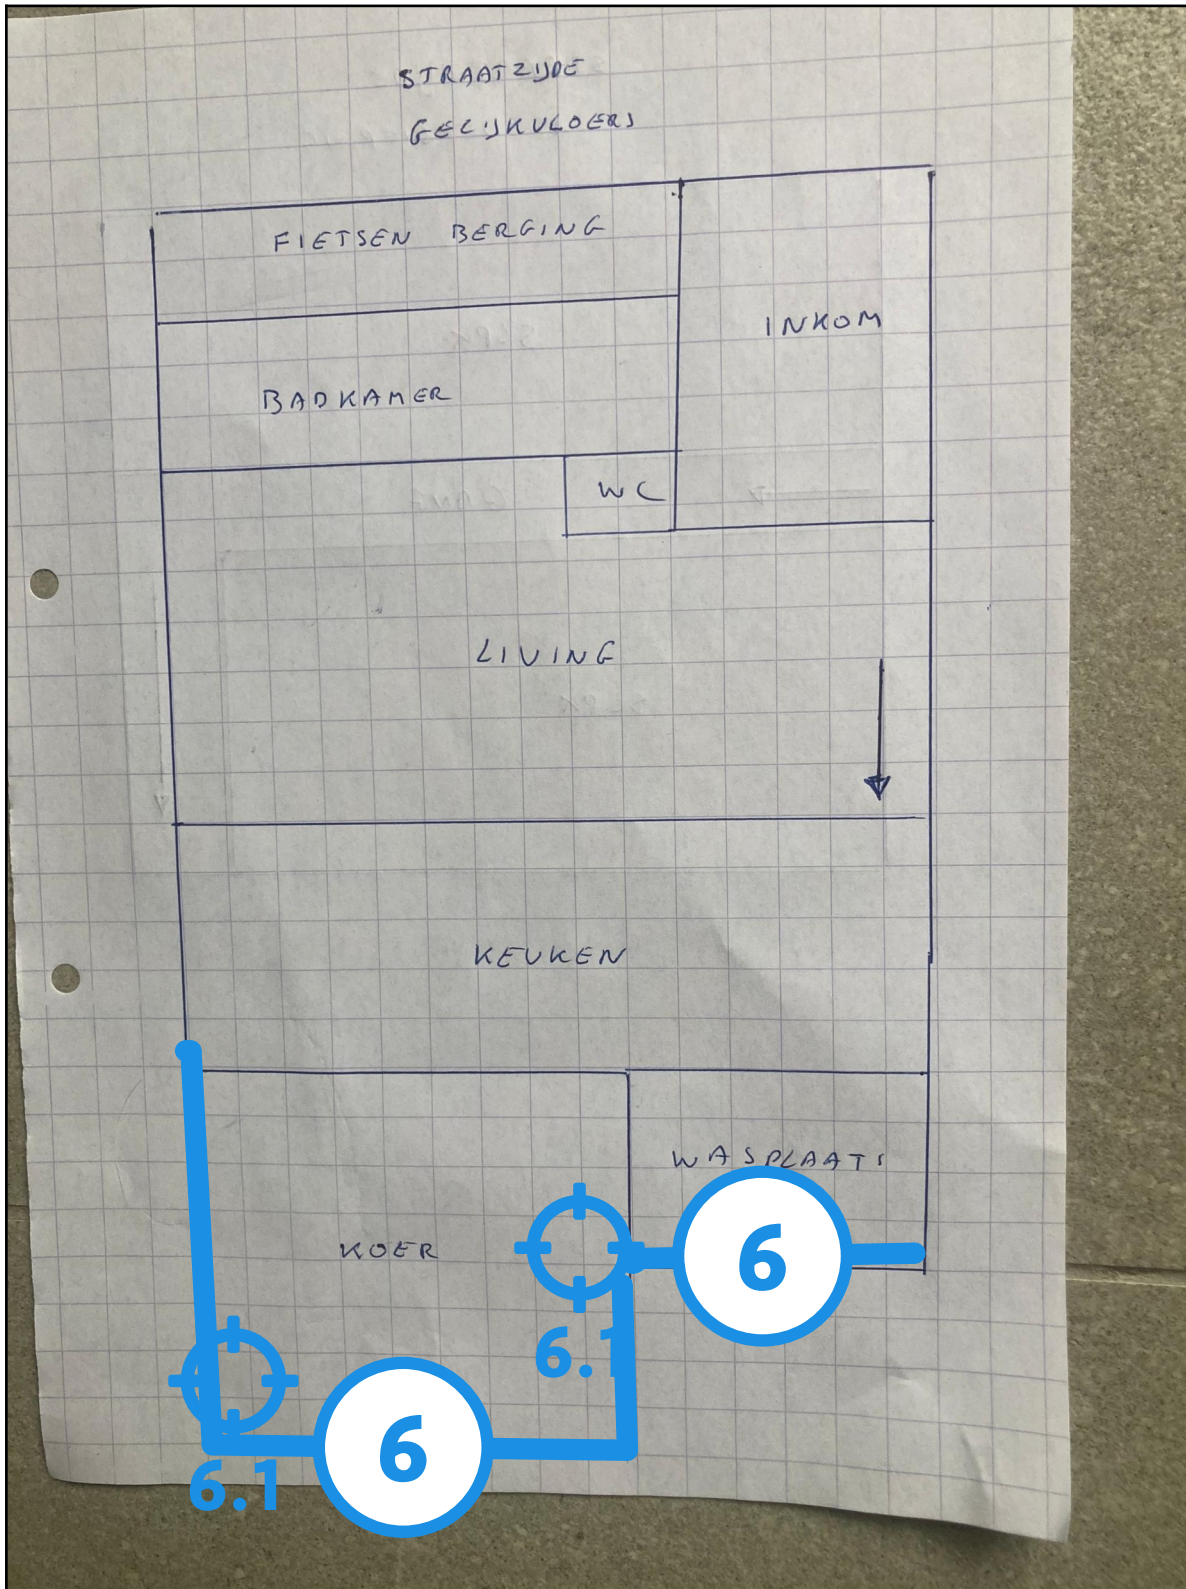 STRAATZIJDE
GELIJKVLOERS
FIETSEN BERGING
INKOM
BADKAMER
WC
LIVING
KEUKEN
WASPLAATS
KOER
6
6.1
6
6.1